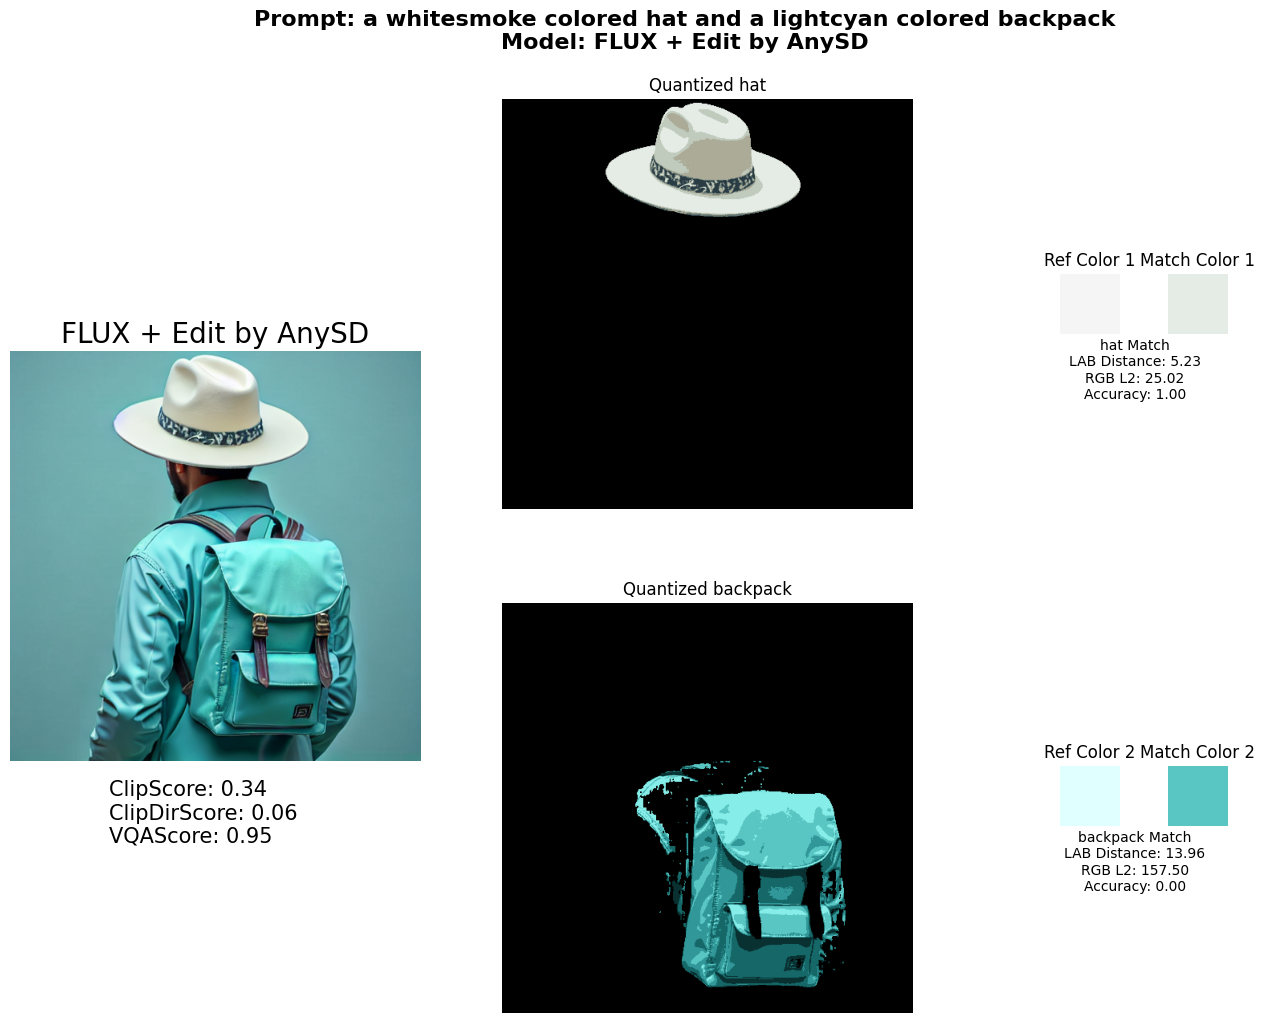 Prompt: a whitesmoke colored hat and a lightcyan colored backpack
Model: FLUX + Edit by AnySD
Quantized hat
Ref Color 1 Match Color 1
hat Match
LAB Distance: 5.23
RGB L2: 25.02
Accuracy: 1.00
FLUX + Edit by AnySD
ClipScore: 0.34
ClipDirScore: 0.06
VQAScore: 0.95
Quantized backpack
Ref Color 2 Match Color 2
backpack Match
LAB Distance: 13.96
RGB L2: 157.50
Accuracy: 0.00